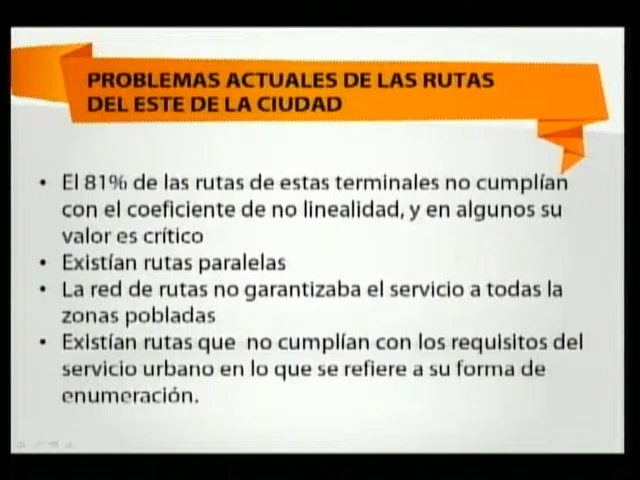 PROBLEMAS ACTUALES DE LAS RUTAS
DEL ESTE DE LA CIUDAD
• El 81% de las rutas de estas terminales no cumplían
con el coeficiente de no linealidad, y en algunos su
valor es crítico
• Existían rutas paralelas
• La red de rutas no garantizaba el servicio a todas la
zonas pobladas
• Existían rutas que no cumplían con los requisitos del
servicio urbano en lo que se refiere a su forma de
enumeración.